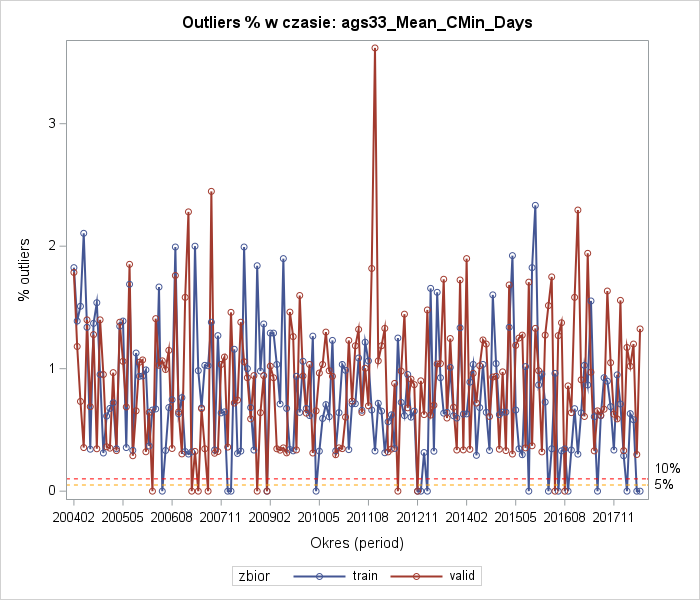 Outliers % w czasie: ags33_Mean_CMin_Days
% outliers
3
2
1
0
10%
5%
200402 200505 200608 200711 200902 201005 201108 201211 201402 201505 201608 201711
Okres (period)
zbior train valid